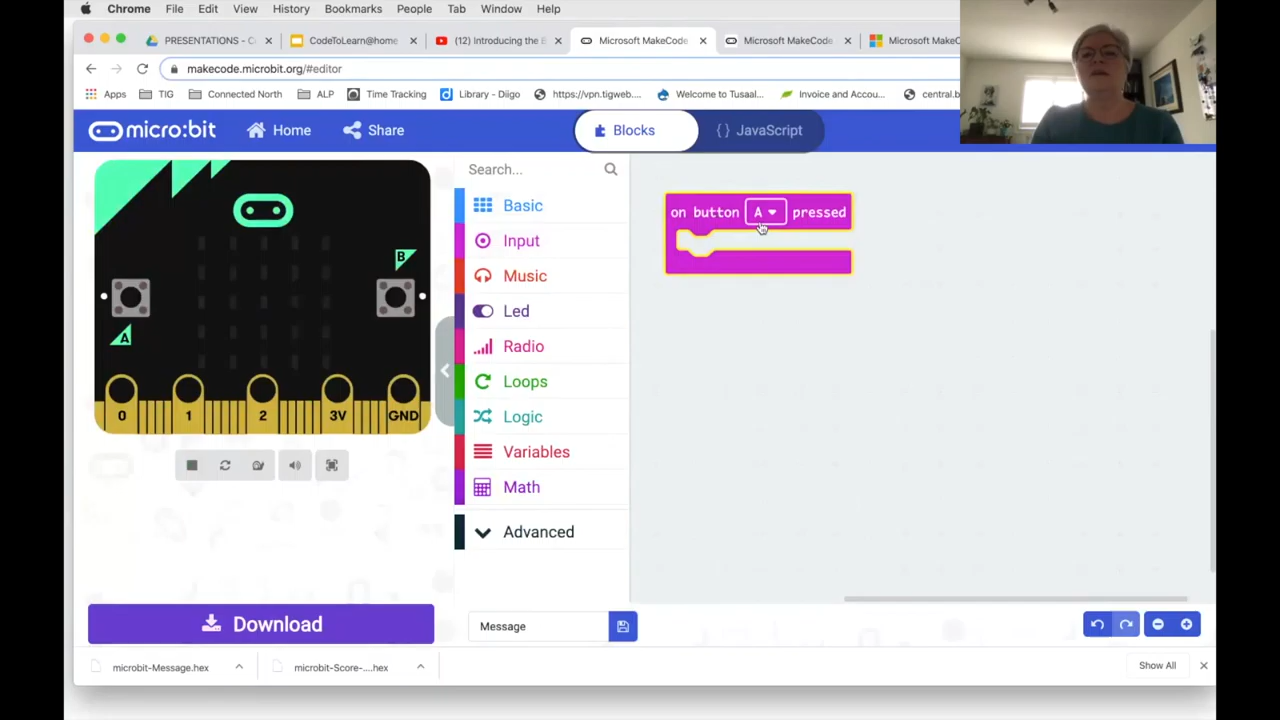 Chrome File Edit View History Bookmarks People Tab Window Help
PRESENTATIONS - C
CodeToLearn@home
(12) Introducing the E
Microsoft MakeCode
Microsoft MakeCode
Microsoft MakeC
makecode.microbit.org/#editor
Apps TIG Connected North ALP Time Tracking Library - Diigo https://vpn.tigweb.... Welcome to Tusaal... Invoice and Accou... central.b
micro:bit Home Share Blocks {} JavaScript
Search...
Basic
Input
Music
Led
Radio
Loops
Logic
Variables
Math
Advanced
on button A pressed
B
A
0 1 2 3V GND
Download
Message
microbit-Message.hex
microbit-Score-....hex
Show All